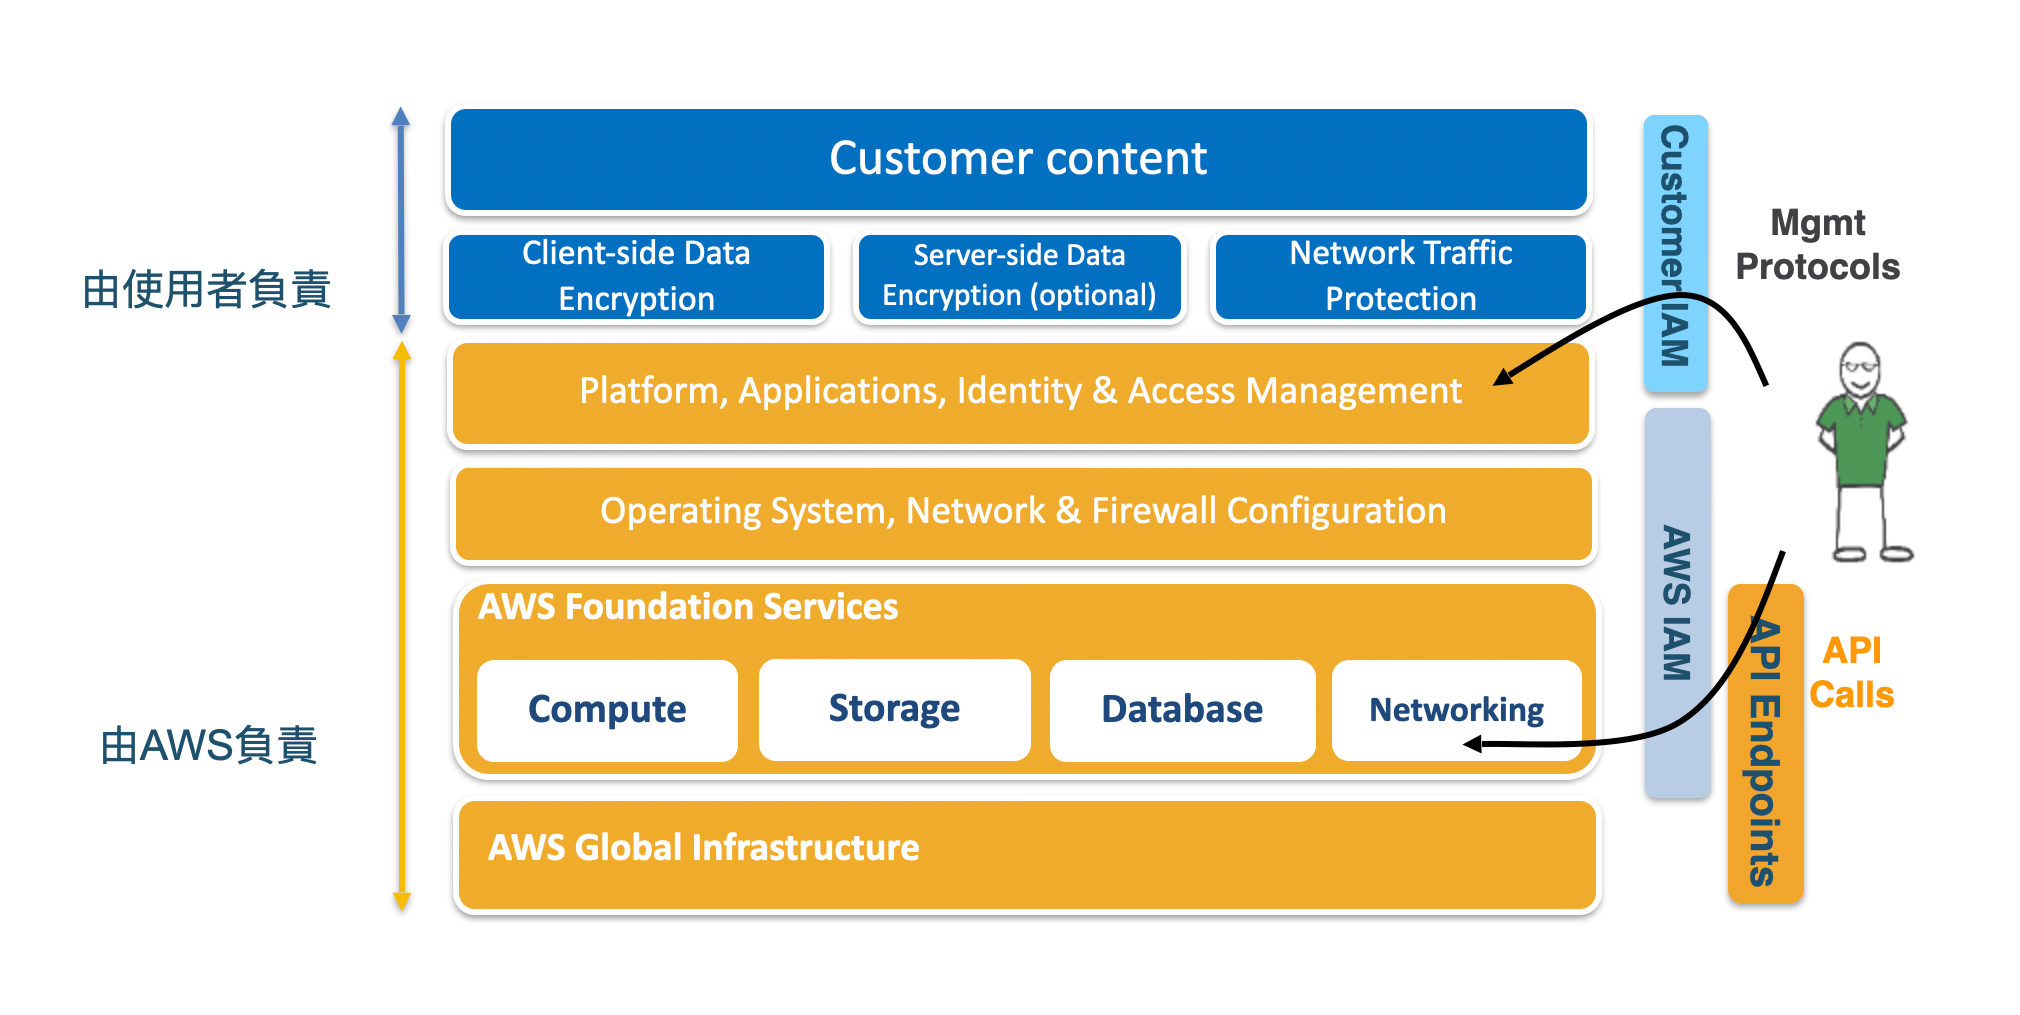 Customer content
Client-side Data
Encryption
Server-side Data
Encryption (optional)
Network Traffic
Protection
由使用者負責
Platform, Applications, Identity & Access Management
Operating System, Network & Firewall Configuration
AWS Foundation Services
Compute
Storage
Database
Networking
由AWS負責
AWS Global Infrastructure
Customer IAM
AWS IAM
API Endpoints
Mgmt
Protocols
API
Calls